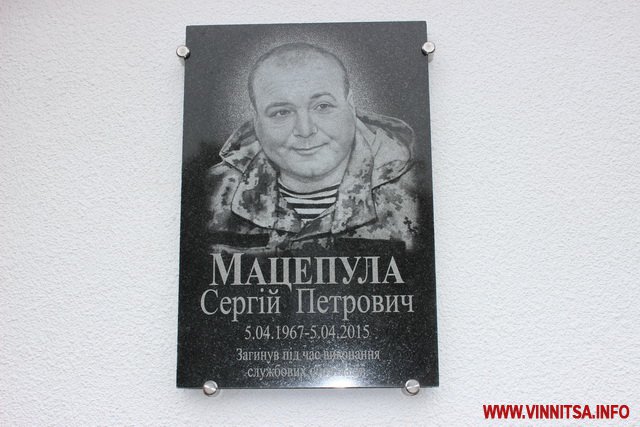 МАЦЕПУЛА
Сергій Петрович
5.04.1967-5.04.2015
Загинув під час виконання
службових
WWW.VINNITSA.INFO